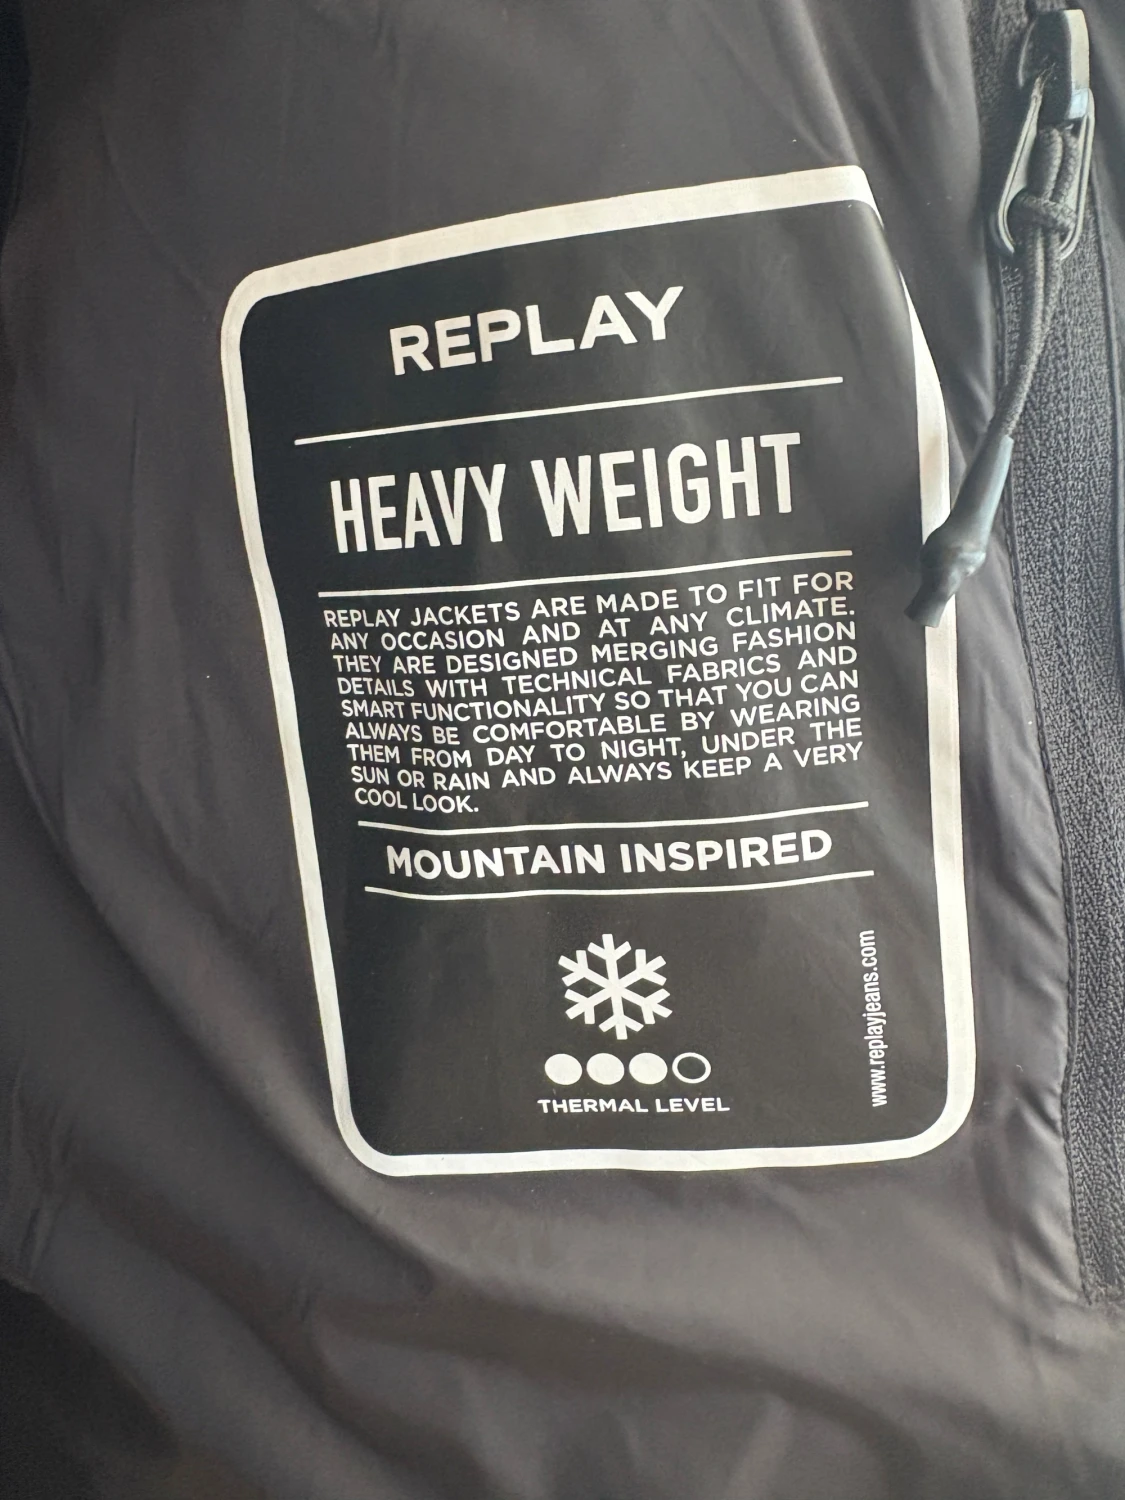 REPLAY
HEAVY WEIGHT
REPLAY JACKETS ARE MADE TO FIT FOR
ANY OCCASION AND AT ANY CLIMATE.
THEY ARE DESIGNED MERGING FASHION
DETAILS WITH TECHNICAL FABRICS AND
SMART FUNCTIONALITY SO THAT YOU CAN
ALWAYS BE COMFORTABLE BY WEARING
THEM FROM DAY TO NIGHT, UNDER THE
SUN OR RAIN AND ALWAYS KEEP A VERY
COOL LOOK.
MOUNTAIN INSPIRED
THERMAL LEVEL
www.replayjeans.com